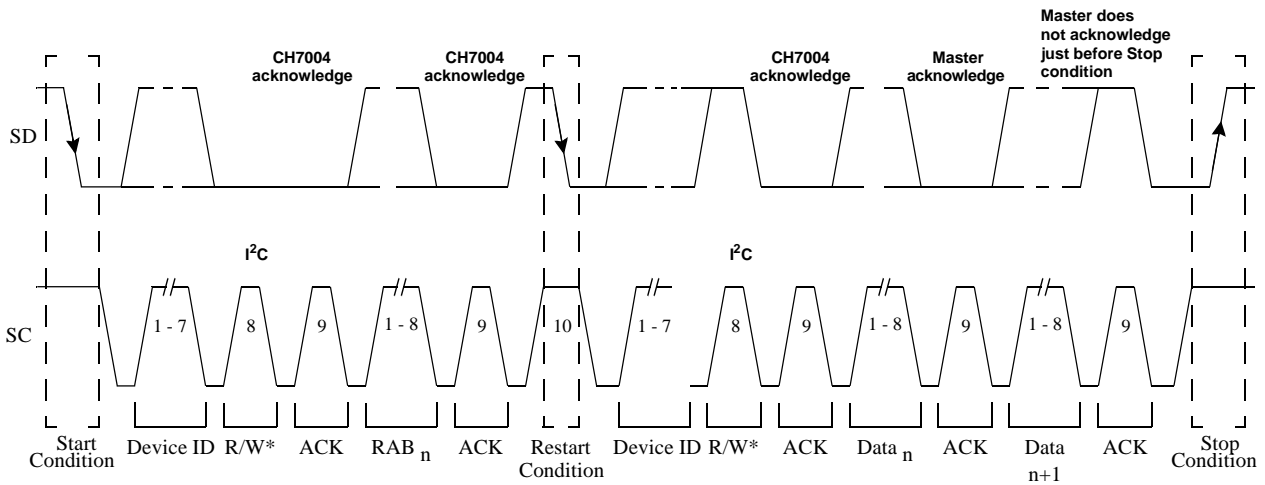 Master does
not acknowledge
just before Stop
condition
CH7004
acknowledge
CH7004
acknowledge
CH7004
acknowledge
Master
acknowledge
SD
I²C
I²C
SC
1 - 7
8
9
1 - 8
9
10
1 - 7
8
9
1 - 8
9
1 - 8
9
Start
Condition
Device ID
R/W*
ACK
RAB n
ACK
Restart
Condition
Device ID
R/W*
ACK
Data n
ACK
Data
n+1
ACK
Stop
Condition